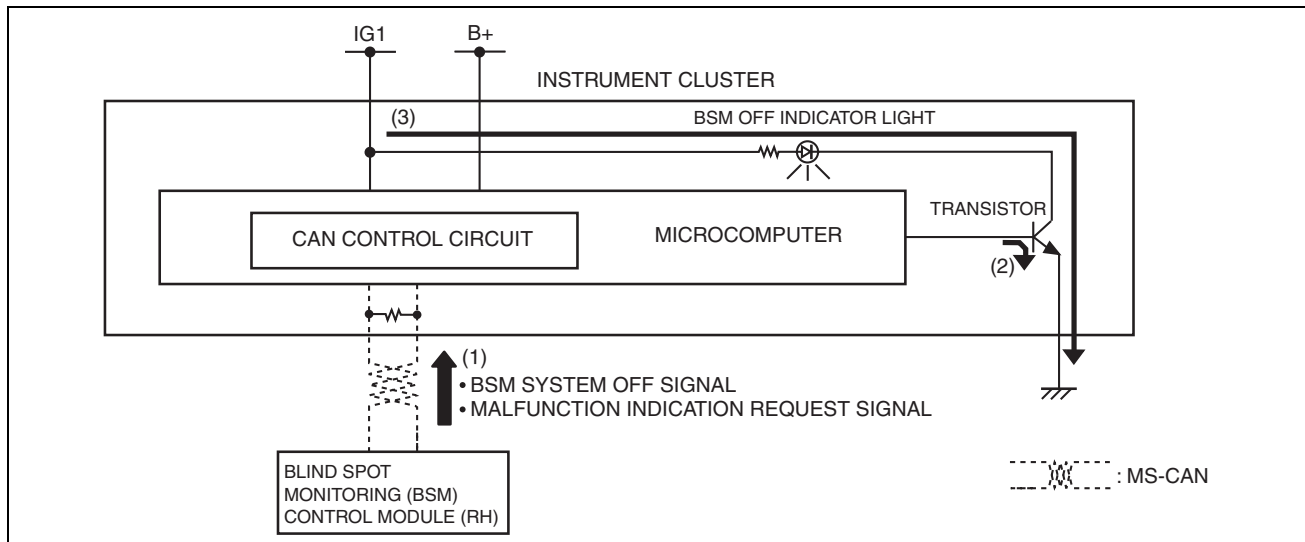 IG1
B+
INSTRUMENT CLUSTER
(3)
BSM OFF INDICATOR LIGHT
TRANSISTOR
CAN CONTROL CIRCUIT
MICROCOMPUTER
(2)
(1)
• BSM SYSTEM OFF SIGNAL
• MALFUNCTION INDICATION REQUEST SIGNAL
BLIND SPOT
MONITORING (BSM)
CONTROL MODULE (RH)
: MS-CAN